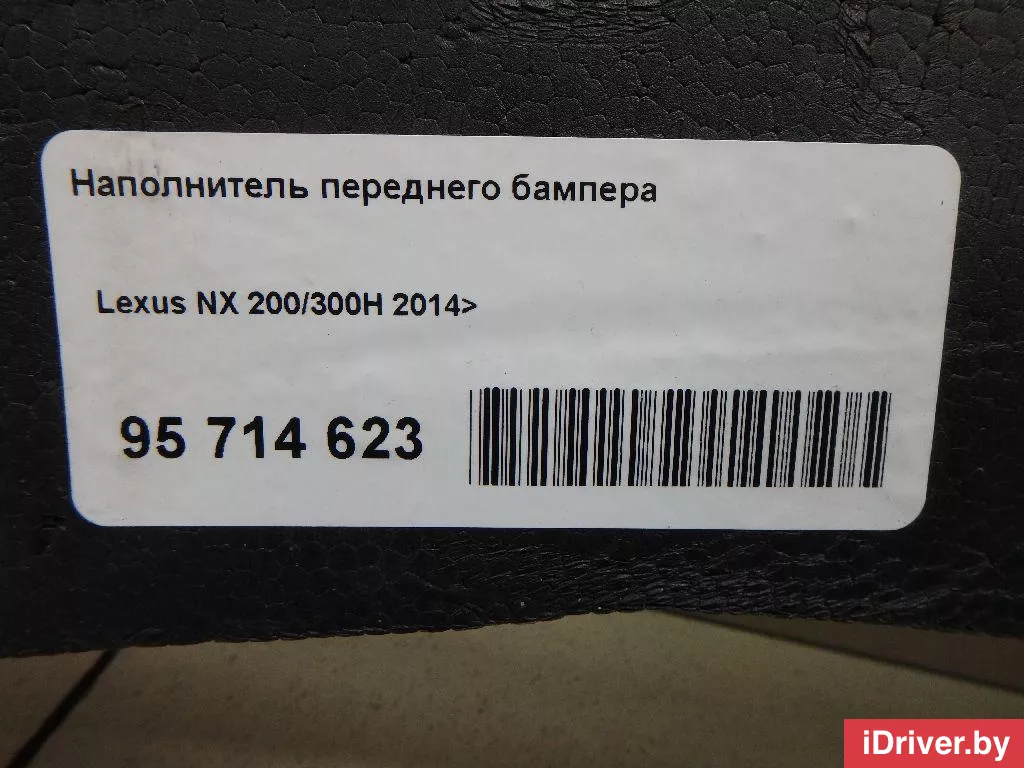 Наполнитель переднего бампера
Lexus NX 200/300H 2014>
95 714 623
iDriver.by